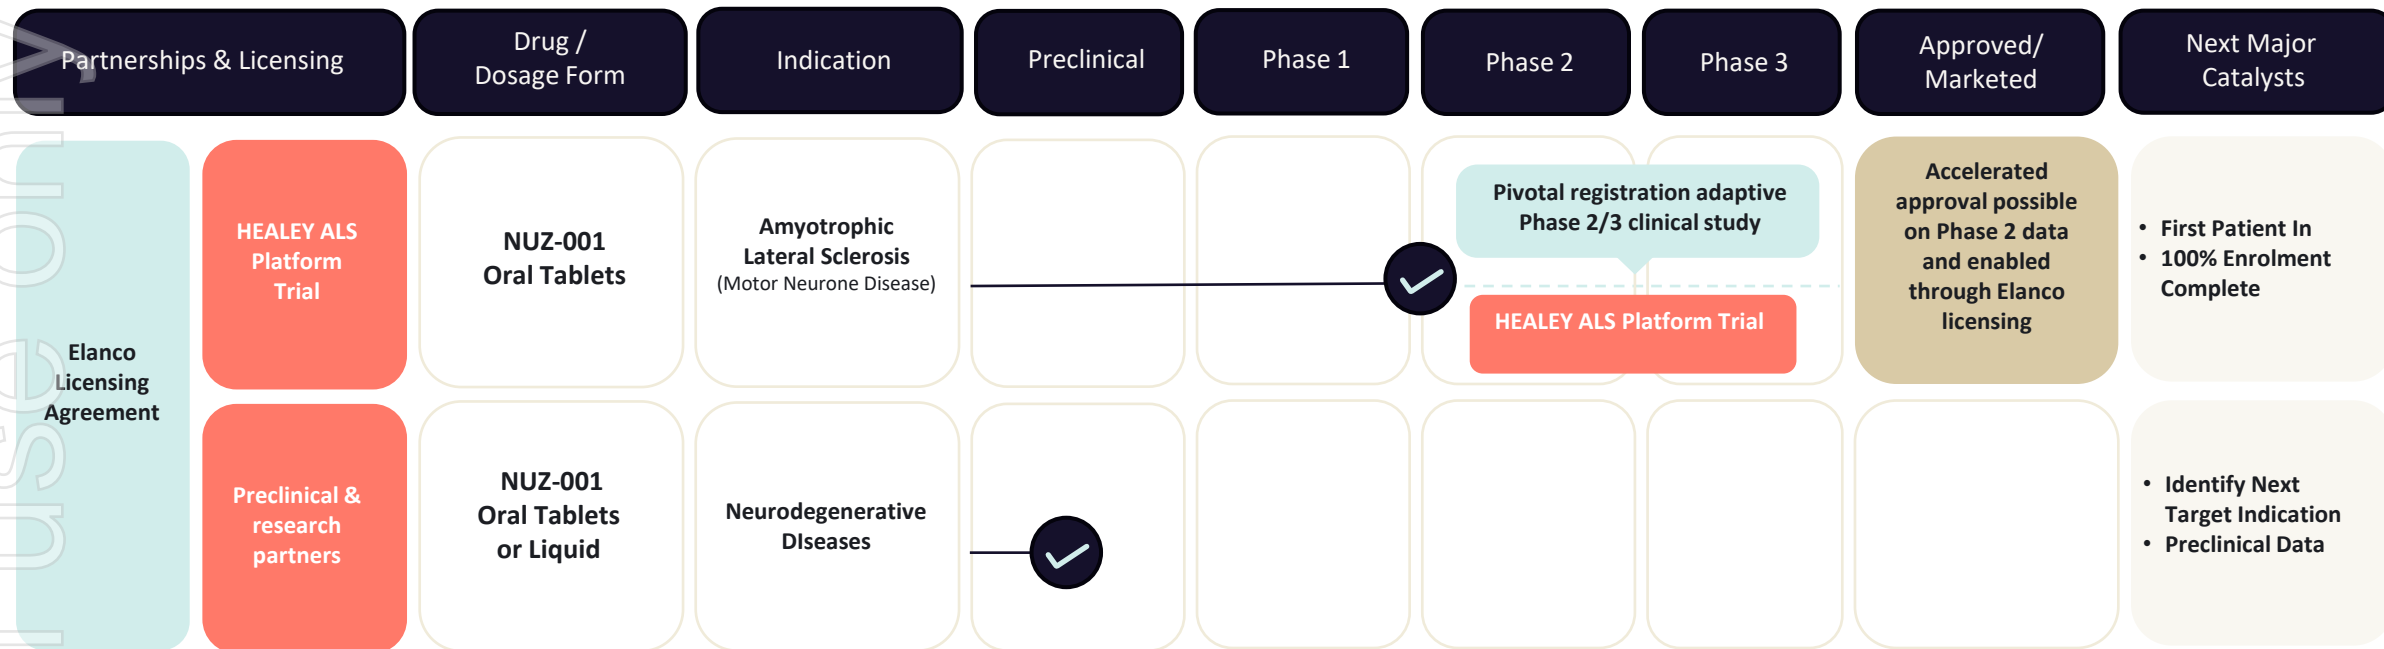 Partnerships & Licensing
Drug /
Dosage Form
Indication
Preclinical
Phase 1
Phase 2
Phase 3
Approved/
Marketed
Next Major
Catalysts
Elanco
Licensing
Agreement
HEALEY ALS
Platform
Trial
NUZ-001
Oral Tablets
Amyotrophic
Lateral Sclerosis
(Motor Neurone Disease)
Pivotal registration adaptive
Phase 2/3 clinical study
HEALEY ALS Platform Trial
Accelerated
approval possible
on Phase 2 data
and enabled
through Elanco
licensing
• First Patient In
• 100% Enrolment
Complete
Preclinical &
research
partners
NUZ-001
Oral Tablets
or Liquid
Neurodegenerative
DIseases
• Identify Next
Target Indication
• Preclinical Data
use only